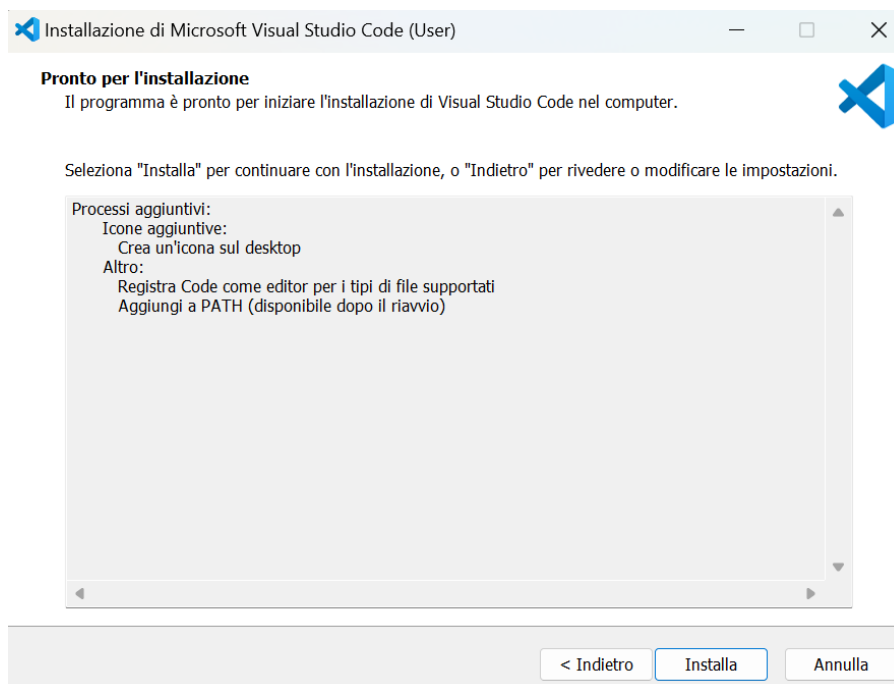 Installazione di Microsoft Visual Studio Code (User)
Pronto per l'installazione
Il programma è pronto per iniziare l'installazione di Visual Studio Code nel computer.
Seleziona "Installa" per continuare con l'installazione, o "Indietro" per rivedere o modificare le impostazioni.
Processi aggiuntivi:
Icone aggiuntive:
Crea un'icona sul desktop
Altro:
Registra Code come editor per i tipi di file supportati
Aggiungi a PATH (disponibile dopo il riavvio)
< Indietro
Installa
Annulla